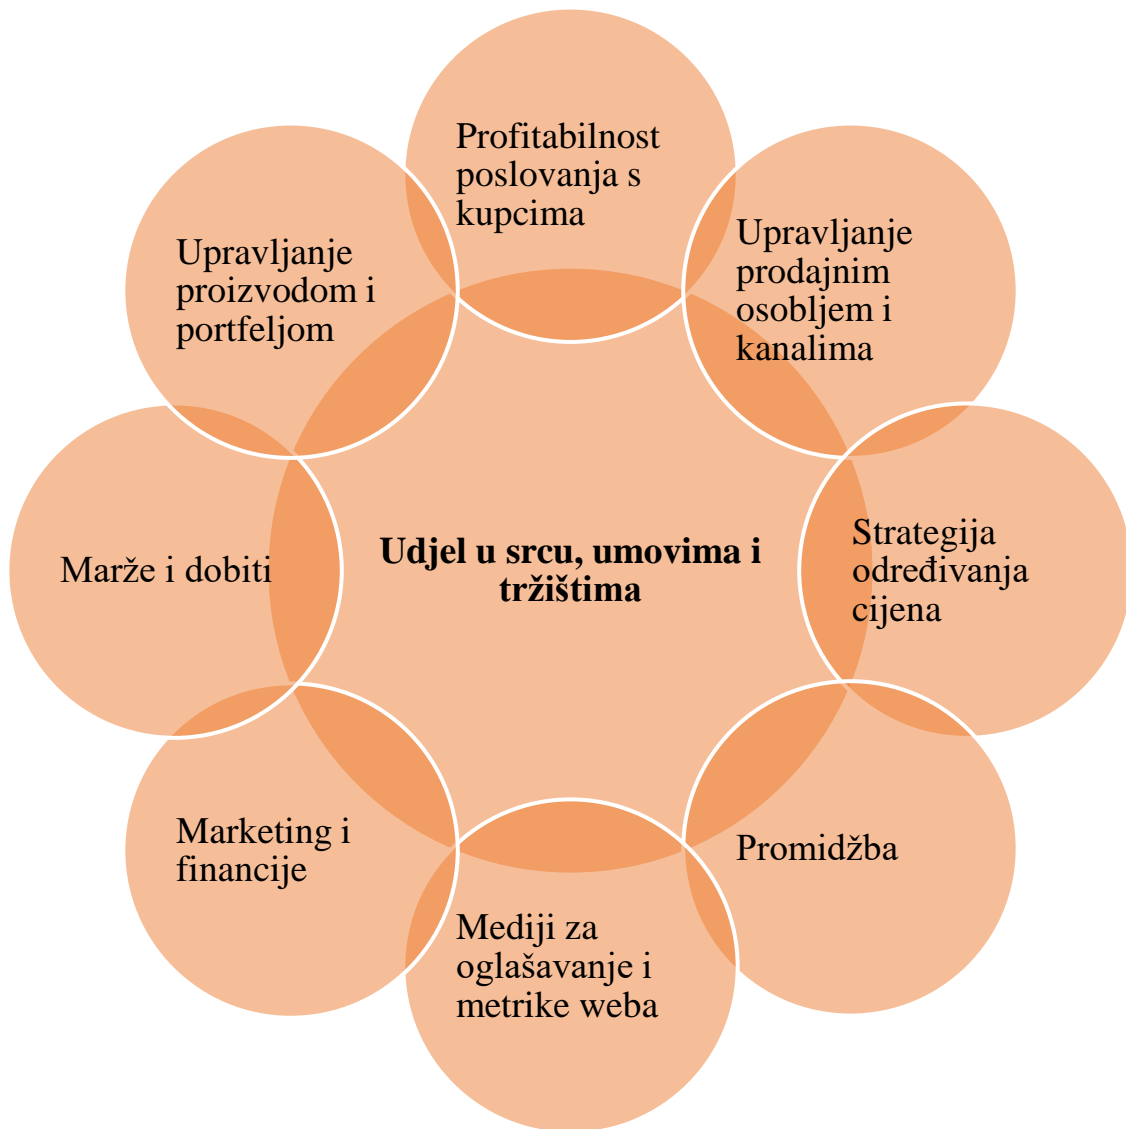 Profitabilnost
poslovanja s
kupcima
Upravljanje
prodajnim
osobljem i
kanalima
Strategija
određivanja
cijena
Promidžba
Mediji za
oglašavanje i
metrike weba
Marketing i
financije
Marže i dobiti
Upravljanje
proizvodom i
portfeljom
Udjel u srcu, umovima i
tržištima